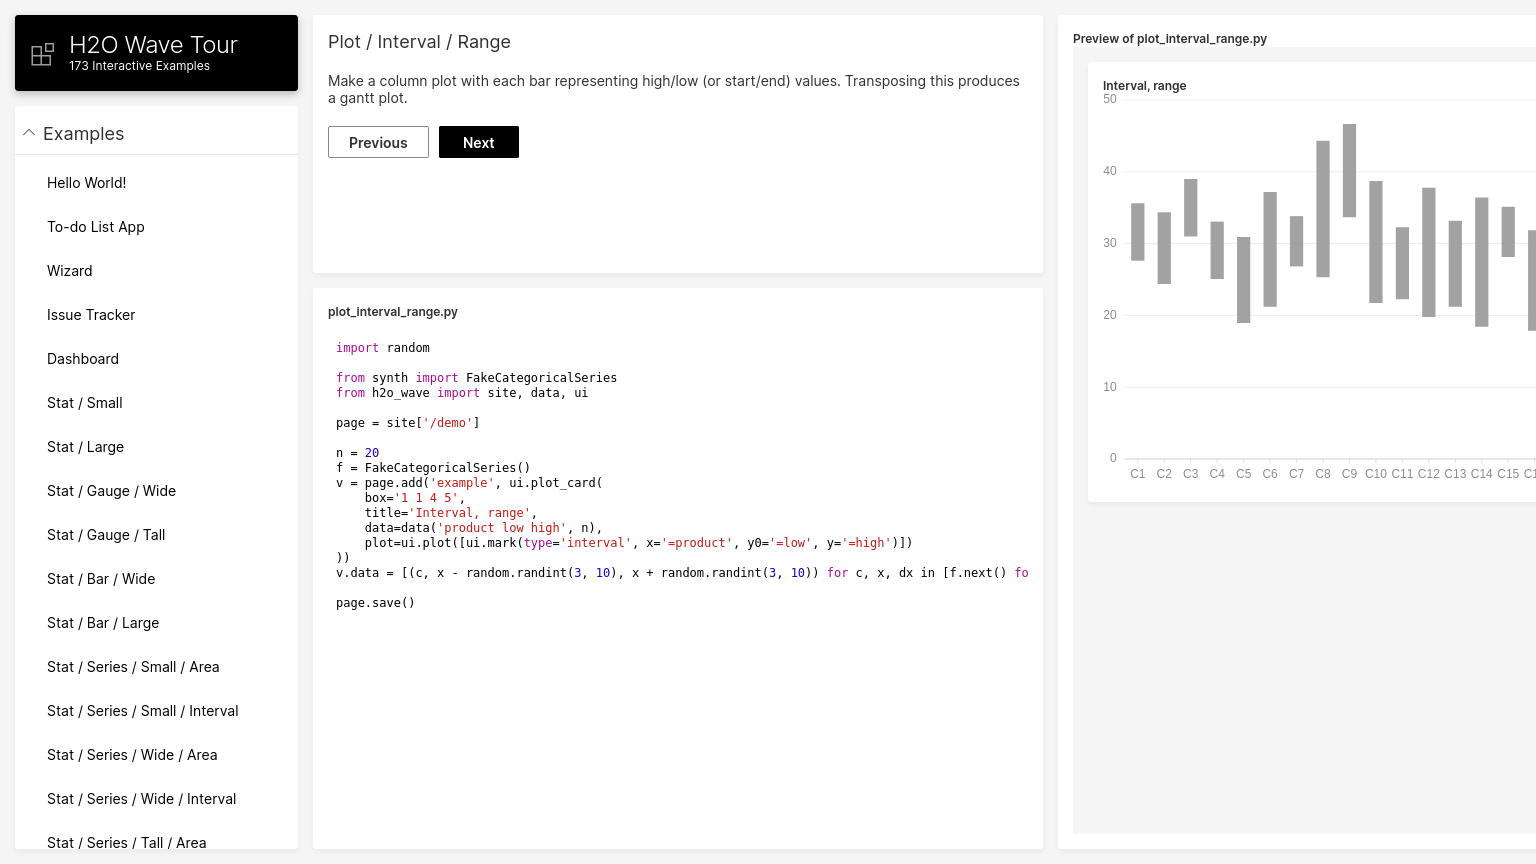 H2O Wave Tour
173 Interactive Examples
Examples
Hello World!
To-do List App
Wizard
Issue Tracker
Dashboard
Stat / Small
Stat / Large
Stat / Gauge / Wide
Stat / Gauge / Tall
Stat / Bar / Wide
Stat / Bar / Large
Stat / Series / Small / Area
Stat / Series / Small / Interval
Stat / Series / Wide / Area
Stat / Series / Wide / Interval
Stat / Series / Tall / Area
Plot / Interval / Range
Make a column plot with each bar representing high/low (or start/end) values. Transposing this produces
a gantt plot.
Previous Next
plot_interval_range.py
import random
from synth import FakeCategoricalSeries
from h2o_wave import site, data, ui
page = site['/demo']
n = 20
f = FakeCategoricalSeries()
v = page.add('example', ui.plot_card(
    box='1 1 4 5',
    title='Interval, range',
    data=data('product low high', n),
    plot=ui.plot([ui.mark(type='interval', x='=product', y0='=low', y='=high')])
))
v.data = [(c, x - random.randint(3, 10), x + random.randint(3, 10)) for c, x, dx in [f.next() fo
page.save()
Preview of plot_interval_range.py
Interval, range
50
40
30
20
10
0
C1 C2 C3 C4 C5 C6 C7 C8 C9 C10 C11 C12 C13 C14 C15 C1